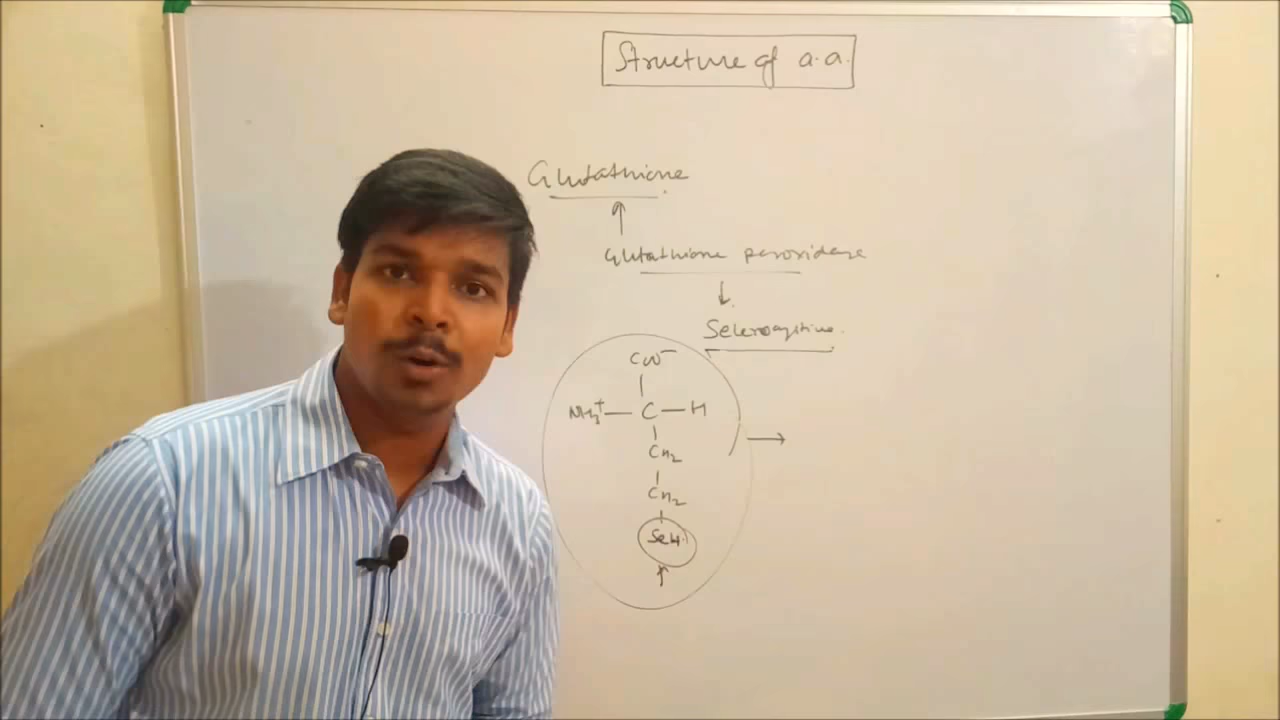 Structure of a.a.
Glutathione
Glutathione peroxidase
Selenocystine.
COO⁻
NH₃⁺ — C — H
CH₂
CH₂
SeH